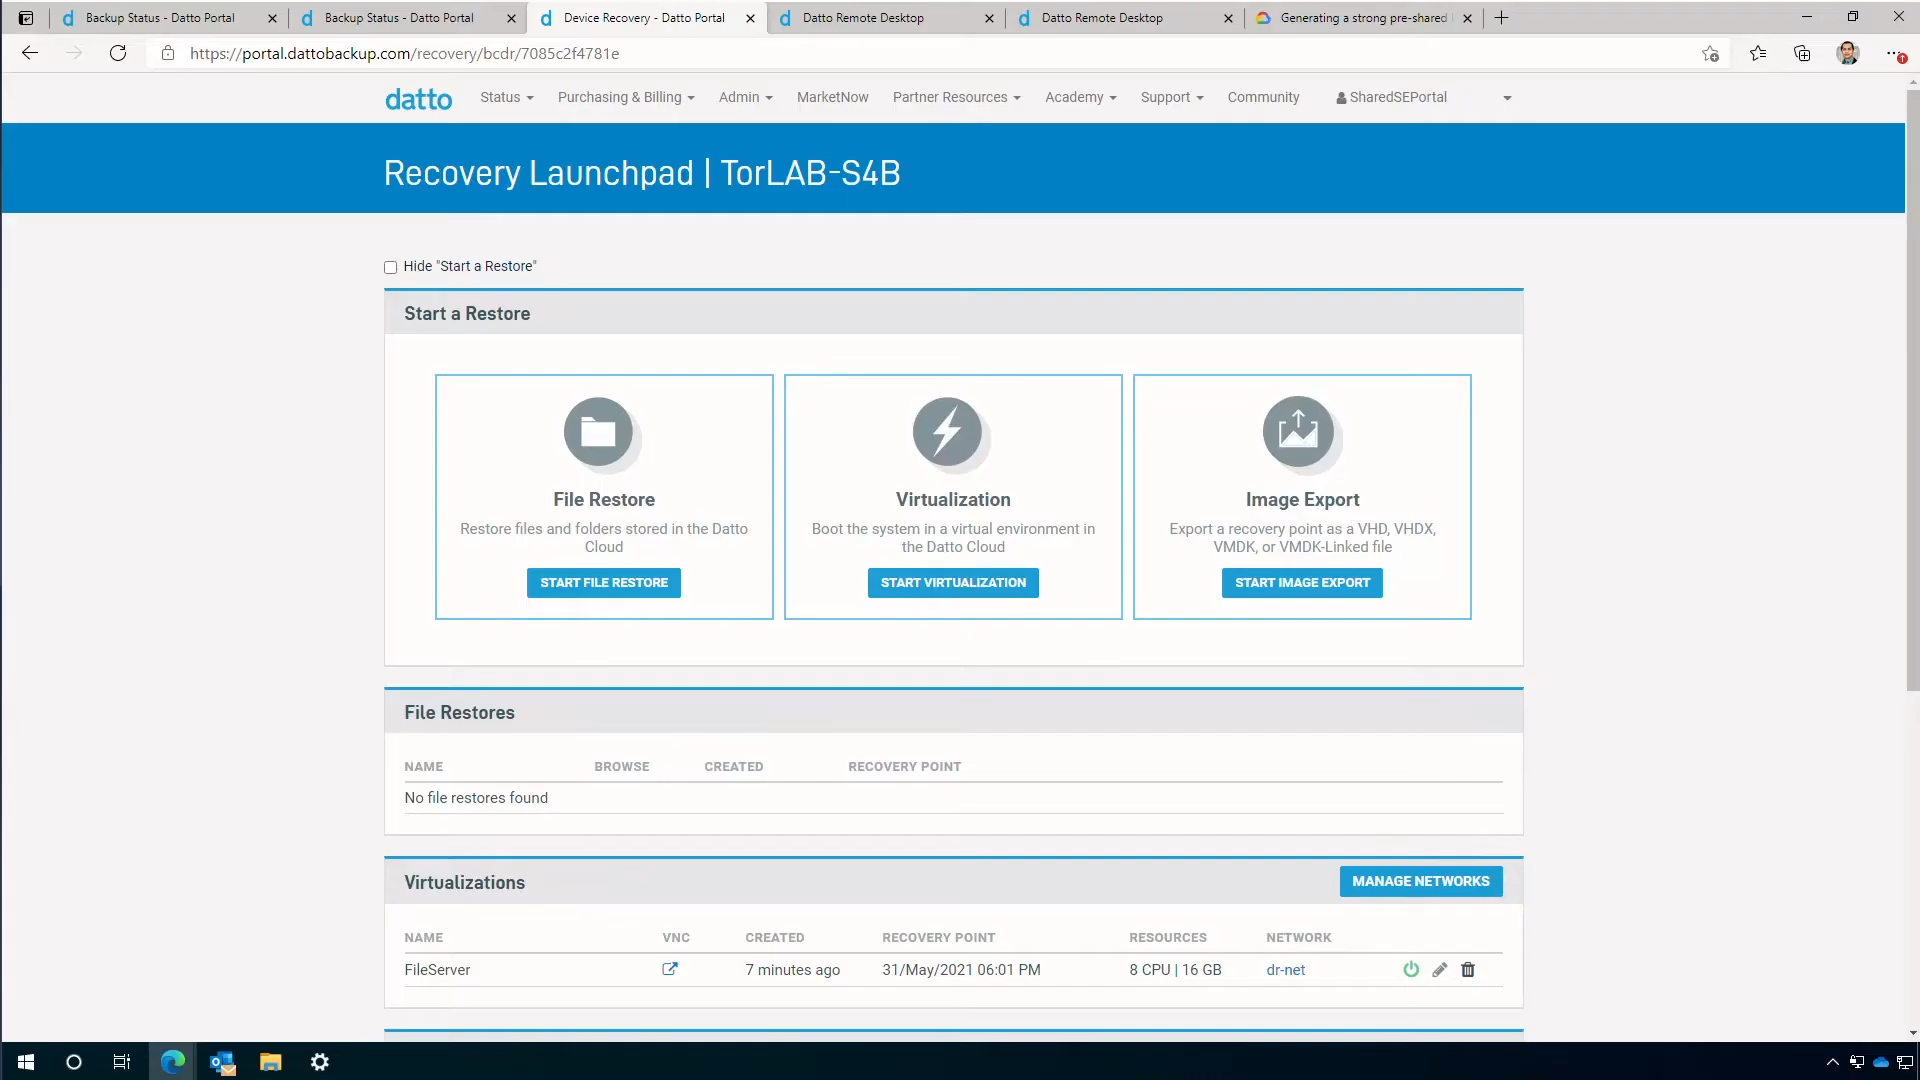 Backup Status - Datto Portal
Backup Status - Datto Portal
Device Recovery - Datto Portal
Datto Remote Desktop
Datto Remote Desktop
Generating a strong pre-shared
https://portal.dattobackup.com/recovery/bcdr/7085c2f4781e
datto Status Purchasing & Billing Admin MarketNow Partner Resources Academy Support Community SharedSEPortal
Recovery Launchpad | TorLAB-S4B
Hide "Start a Restore"
Start a Restore
File Restore
Restore files and folders stored in the Datto
Cloud
START FILE RESTORE
Virtualization
Boot the system in a virtual environment in
the Datto Cloud
START VIRTUALIZATION
Image Export
Export a recovery point as a VHD, VHDX,
VMDK, or VMDK-Linked file
START IMAGE EXPORT
File Restores
NAME BROWSE CREATED RECOVERY POINT
No file restores found
Virtualizations
MANAGE NETWORKS
NAME VNC CREATED RECOVERY POINT RESOURCES NETWORK
FileServer 7 minutes ago 31/May/2021 06:01 PM 8 CPU | 16 GB dr-net